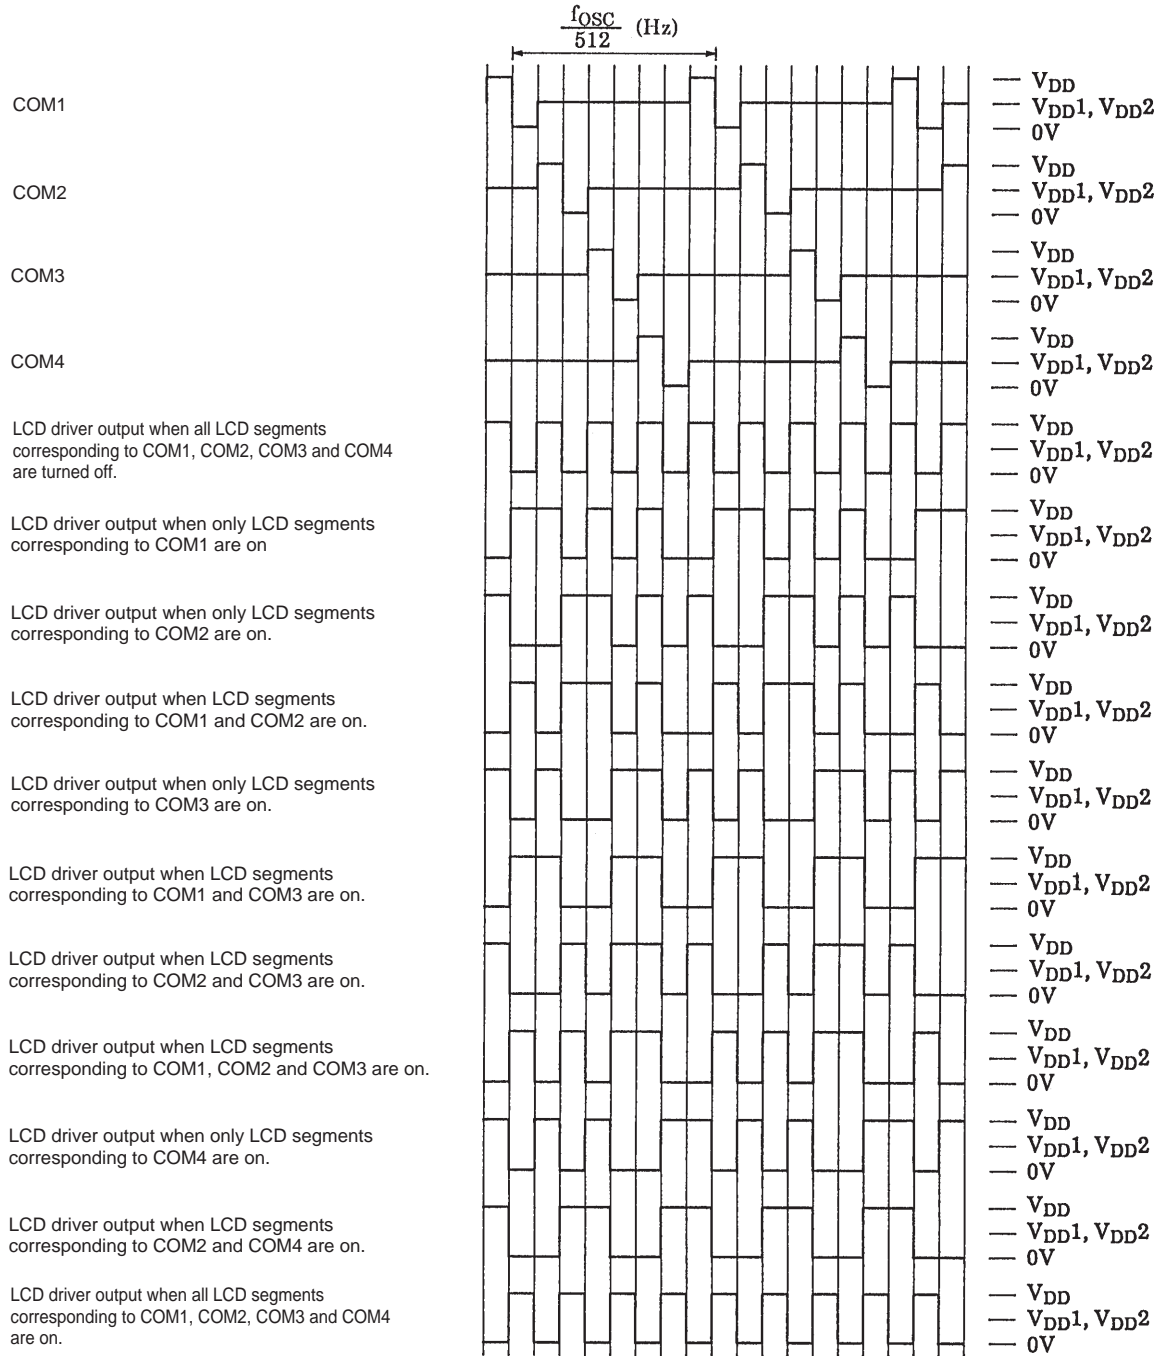 fOSC
512 (Hz)
COM1
VDD
VDD1, VDD2
0V
COM2
VDD
VDD1, VDD2
0V
COM3
VDD
VDD1, VDD2
0V
COM4
VDD
VDD1, VDD2
0V
LCD driver output when all LCD segments
corresponding to COM1, COM2, COM3 and COM4
are turned off.
VDD
VDD1, VDD2
0V
LCD driver output when only LCD segments
corresponding to COM1 are on
VDD
VDD1, VDD2
0V
LCD driver output when only LCD segments
corresponding to COM2 are on.
VDD
VDD1, VDD2
0V
LCD driver output when LCD segments
corresponding to COM1 and COM2 are on.
VDD
VDD1, VDD2
0V
LCD driver output when only LCD segments
corresponding to COM3 are on.
VDD
VDD1, VDD2
0V
LCD driver output when LCD segments
corresponding to COM1 and COM3 are on.
VDD
VDD1, VDD2
0V
LCD driver output when LCD segments
corresponding to COM2 and COM3 are on.
VDD
VDD1, VDD2
0V
LCD driver output when LCD segments
corresponding to COM1, COM2 and COM3 are on.
VDD
VDD1, VDD2
0V
LCD driver output when only LCD segments
corresponding to COM4 are on.
VDD
VDD1, VDD2
0V
LCD driver output when LCD segments
corresponding to COM2 and COM4 are on.
VDD
VDD1, VDD2
0V
LCD driver output when all LCD segments
corresponding to COM1, COM2, COM3 and COM4
are on.
VDD
VDD1, VDD2
0V